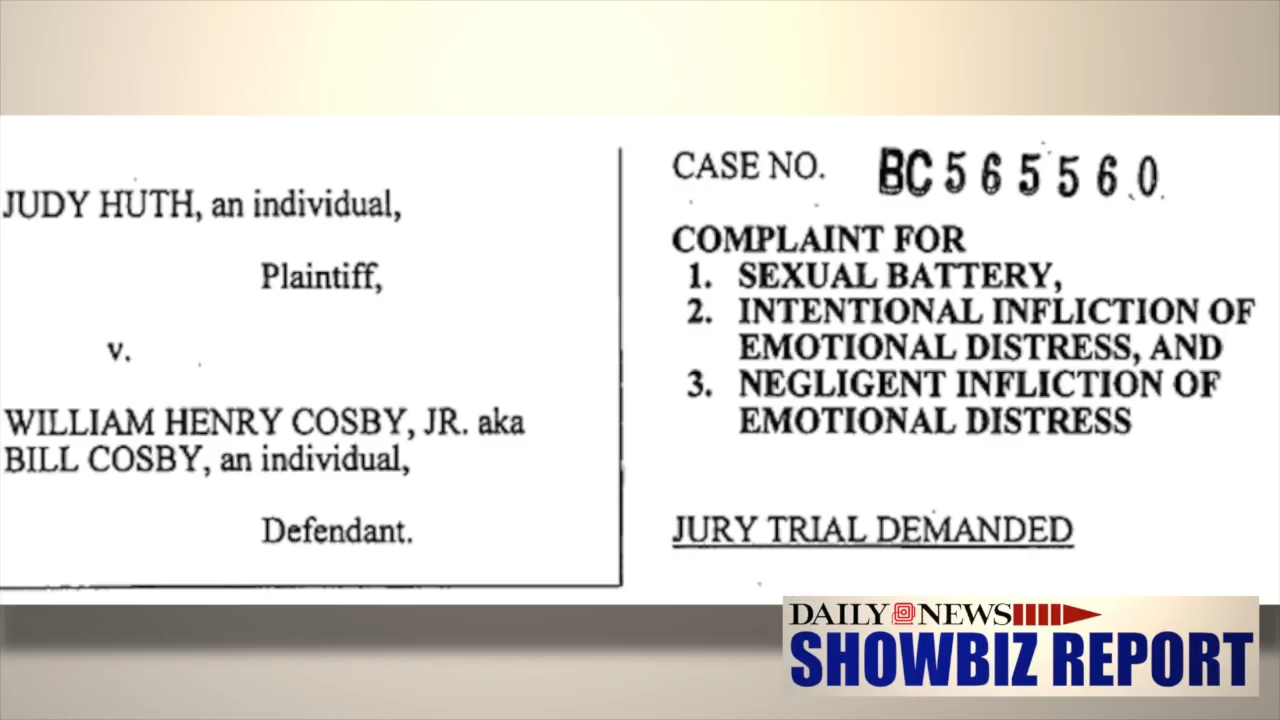 JUDY HUTH, an individual,
Plaintiff,
v.
WILLIAM HENRY COSBY, JR. aka
BILL COSBY, an individual,
Defendant.
CASE NO. BC565560
COMPLAINT FOR
1. SEXUAL BATTERY,
2. INTENTIONAL INFLICTION OF
EMOTIONAL DISTRESS, AND
3. NEGLIGENT INFLICTION OF
EMOTIONAL DISTRESS
JURY TRIAL DEMANDED
DAILY NEWS
SHOWBIZ REPORT